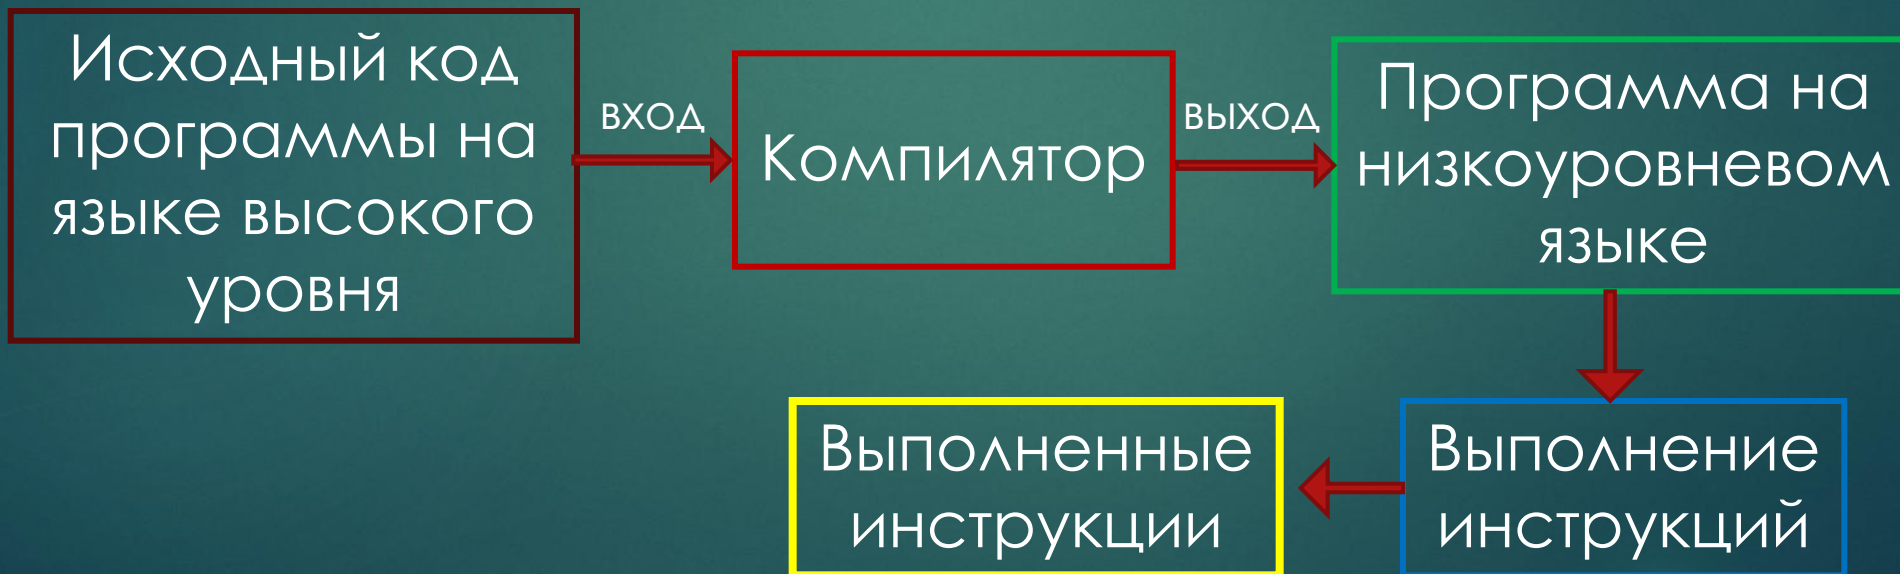 Исходный код
программы на
языке высокого
уровня
вход
Компилятор
выход
Программа на
низкоуровневом
языке
Выполнение
инструкций
Выполненные
инструкции